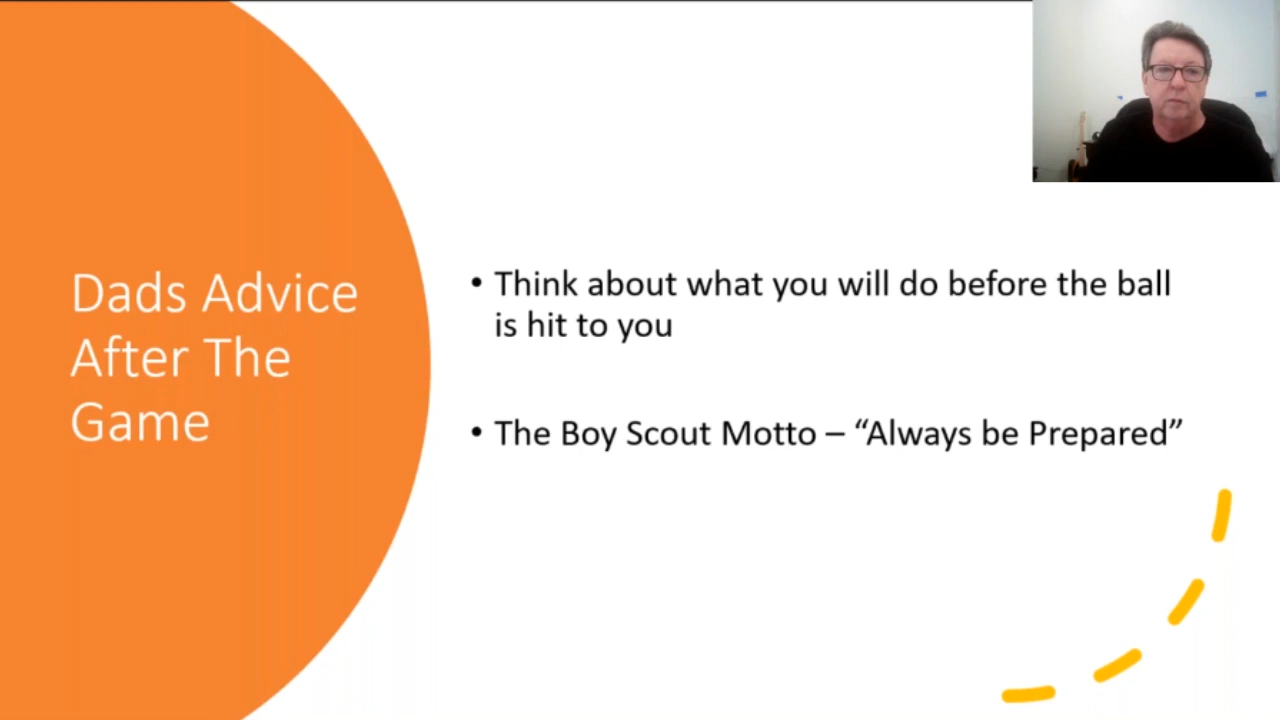 Dads Advice
After The
Game
• Think about what you will do before the ball
is hit to you
• The Boy Scout Motto – “Always be Prepared”